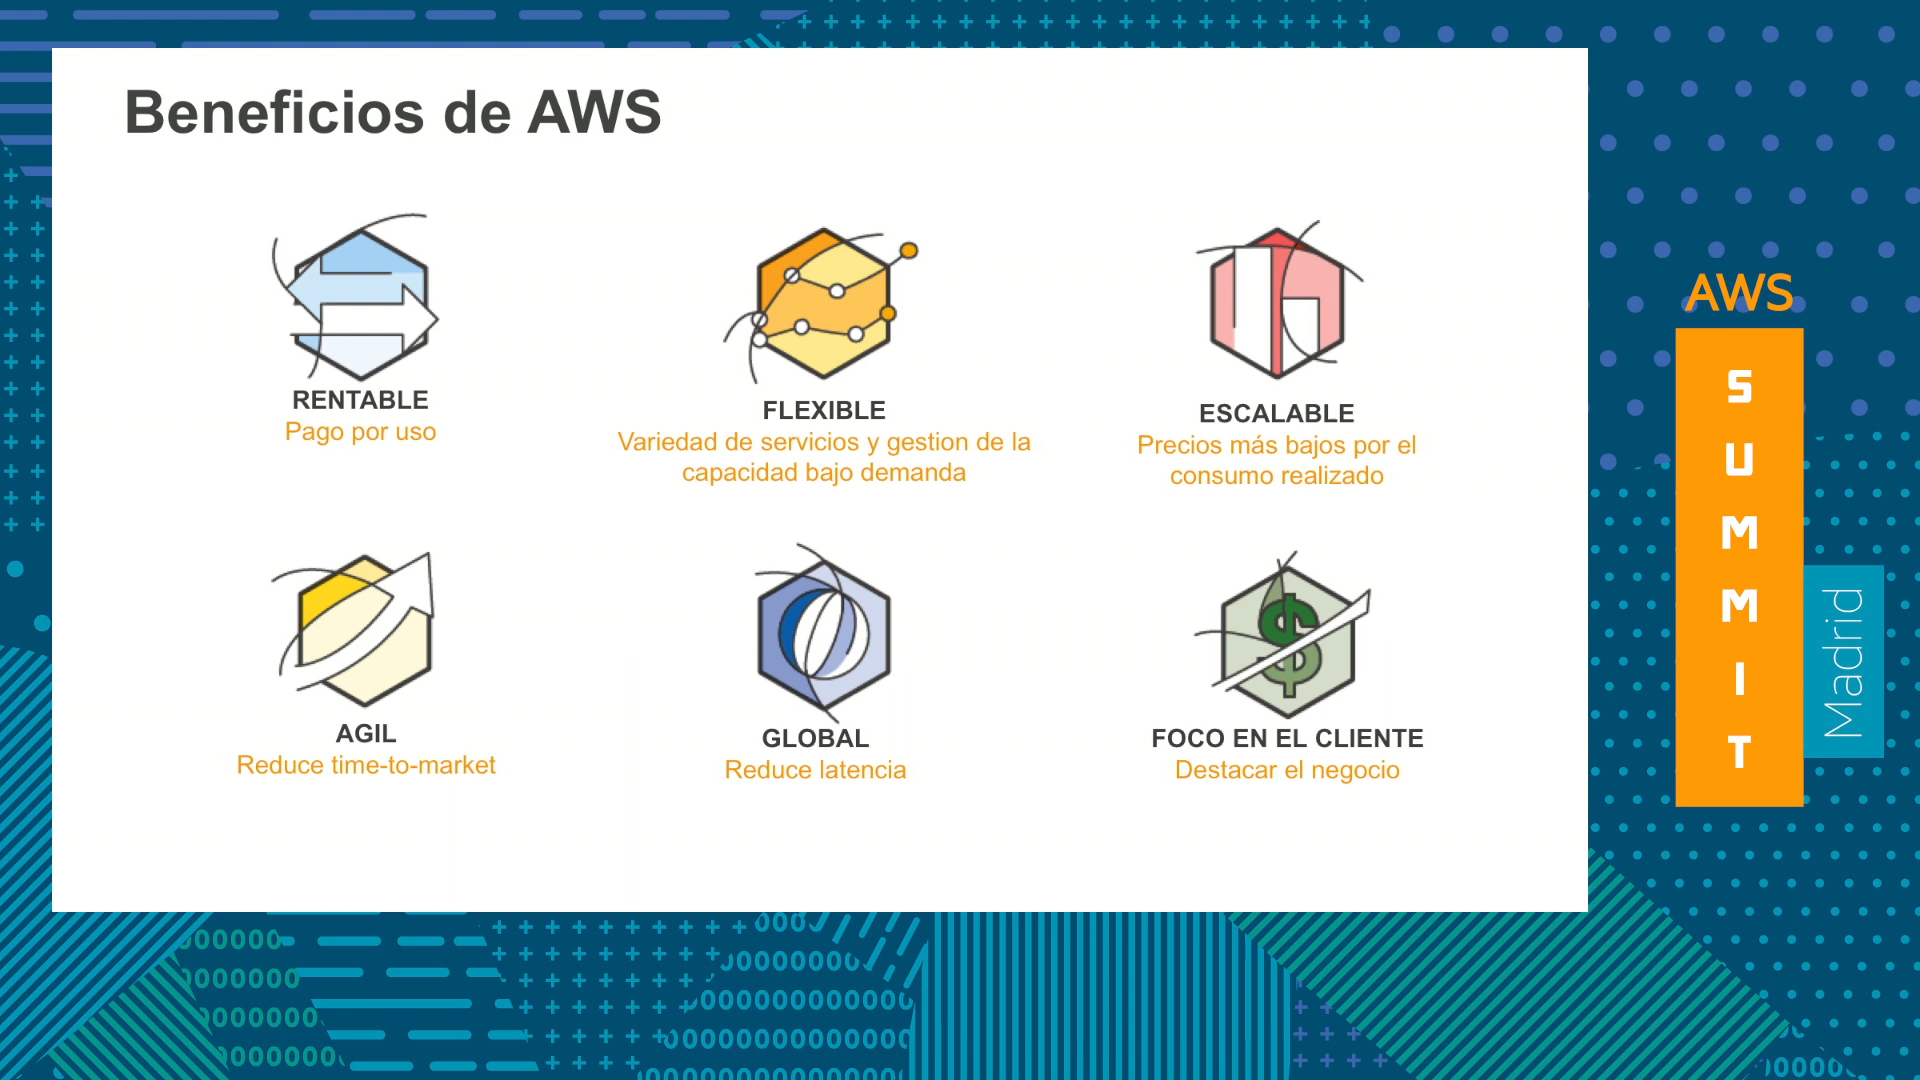 Beneficios de AWS
RENTABLE
Pago por uso
FLEXIBLE
Variedad de servicios y gestion de la
capacidad bajo demanda
ESCALABLE
Precios más bajos por el
consumo realizado
AGIL
Reduce time-to-market
GLOBAL
Reduce latencia
FOCO EN EL CLIENTE
Destacar el negocio
AWS
SUMMIT
Madrid